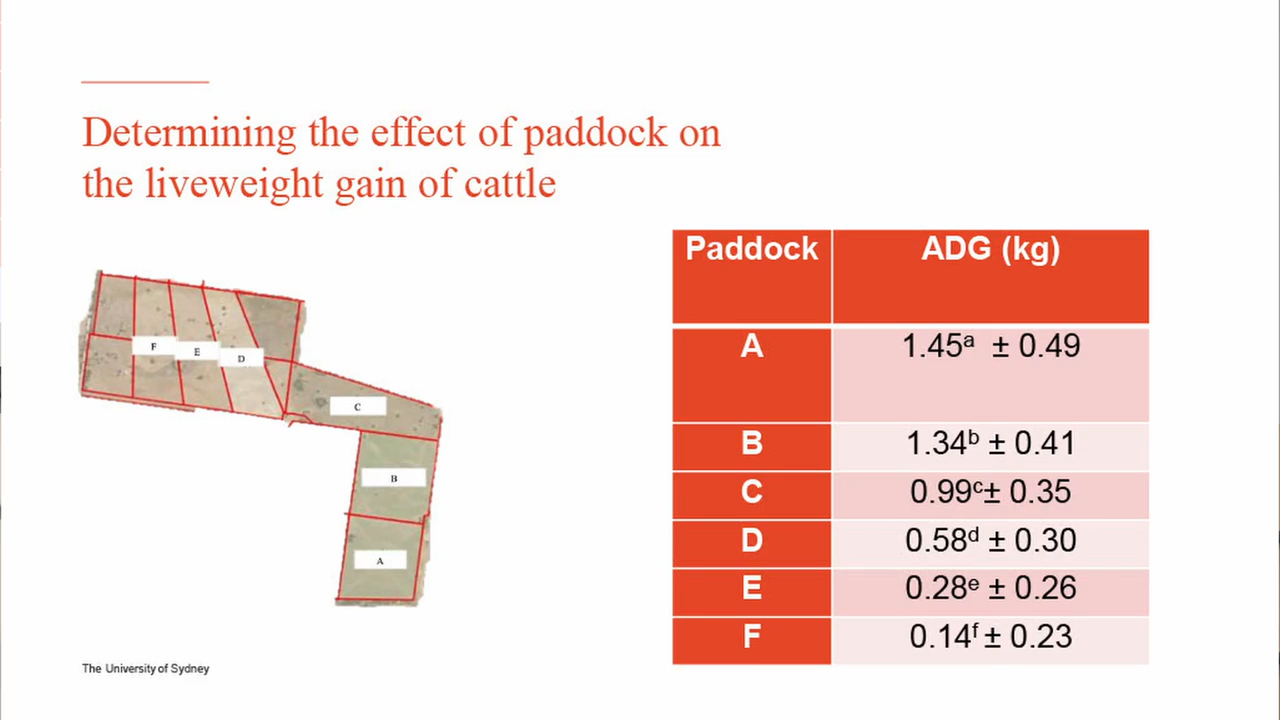 Determining the effect of paddock on
the liveweight gain of cattle
F
E
D
C
B
A
Paddock ADG (kg)
A 1.45ᵃ ± 0.49
B 1.34ᵇ ± 0.41
C 0.99ᶜ± 0.35
D 0.58ᵈ ± 0.30
E 0.28ᵉ ± 0.26
F 0.14ᶠ ± 0.23
The University of Sydney